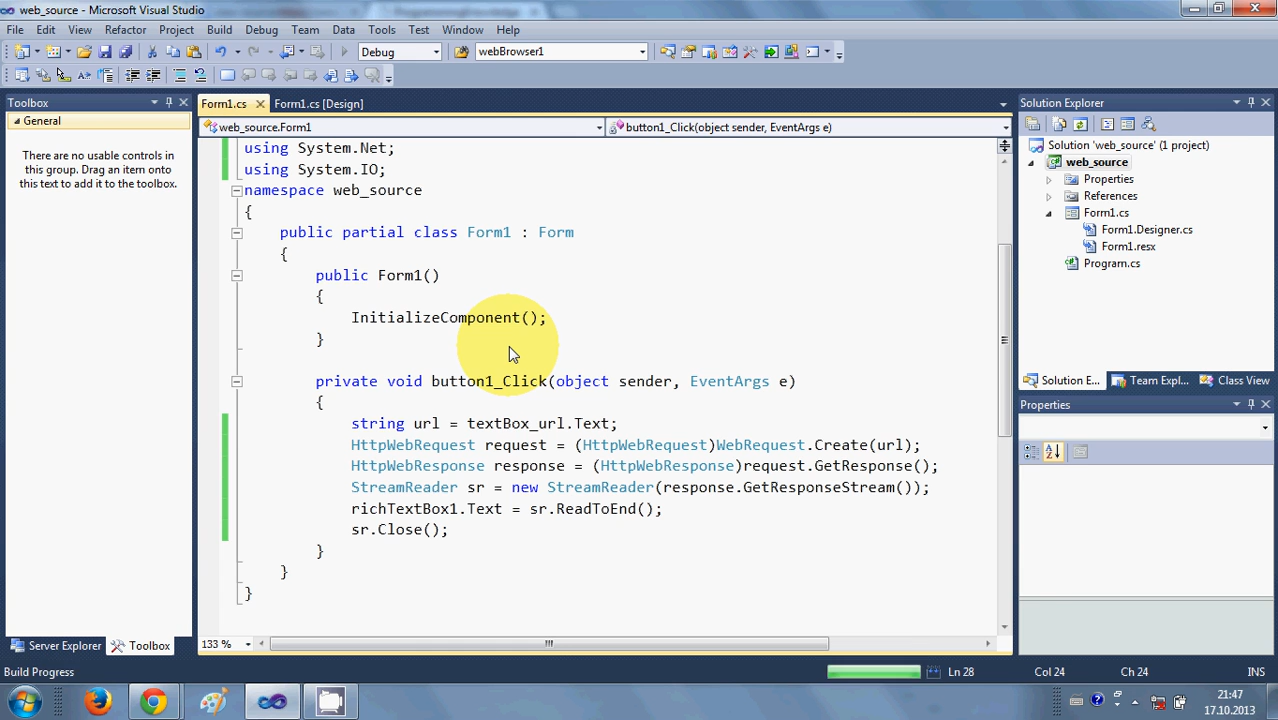 web_source - Microsoft Visual Studio
File Edit View Refactor Project Build Debug Team Data Tools Test Window Help
Debug webBrowser1
Toolbox
General
There are no usable controls in
this group. Drag an item onto
this text to add it to the toolbox.
Server Explorer Toolbox
Form1.cs Form1.cs [Design]
web_source.Form1 button1_Click(object sender, EventArgs e)
using System.Net;
using System.IO;
namespace web_source
{
public partial class Form1 : Form
{
public Form1()
{
InitializeComponent();
}
private void button1_Click(object sender, EventArgs e)
{
string url = textBox_url.Text;
HttpWebRequest request = (HttpWebRequest)WebRequest.Create(url);
HttpWebResponse response = (HttpWebResponse)request.GetResponse();
StreamReader sr = new StreamReader(response.GetResponseStream());
richTextBox1.Text = sr.ReadToEnd();
sr.Close();
}
}
}
133 %
Solution Explorer
Solution 'web_source' (1 project)
web_source
Properties
References
Form1.cs
Form1.Designer.cs
Form1.resx
Program.cs
Solution E... Team Expl... Class View
Properties
Build Progress Ln 28 Col 24 Ch 24 INS
21:47
17.10.2013